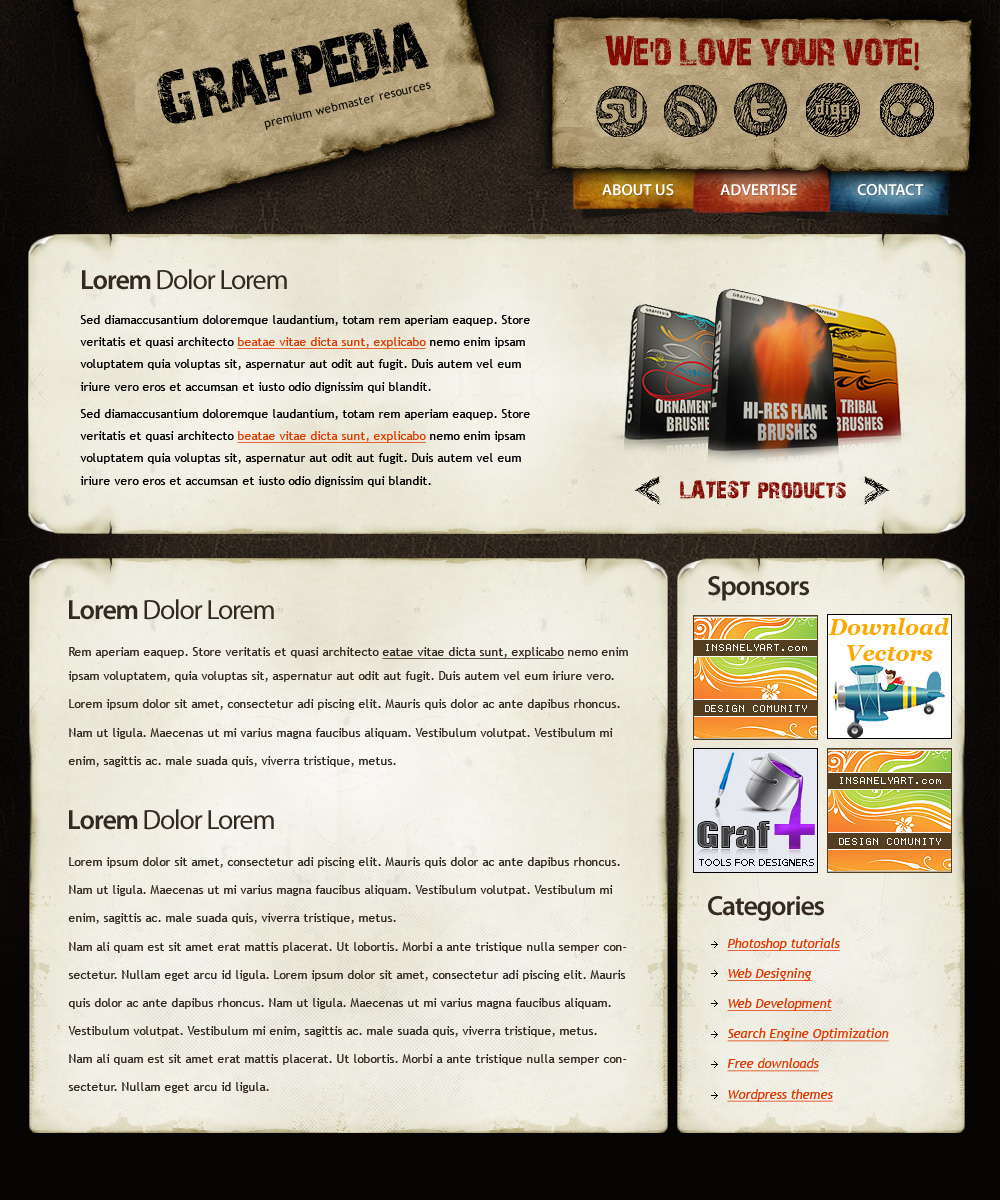 GRAFPEDIA
premium webmaster resources
WE'D LOVE YOUR VOTE!
digg
ABOUT US
ADVERTISE
CONTACT
Lorem Dolor Lorem
Sed diamaccusantium doloremque laudantium, totam rem aperiam eaquep. Store
veritatis et quasi architecto beatae vitae dicta sunt, explicabo nemo enim ipsam
voluptatem quia voluptas sit, aspernatur aut odit aut fugit. Duis autem vel eum
iriure vero eros et accumsan et iusto odio dignissim qui blandit.
Sed diamaccusantium doloremque laudantium, totam rem aperiam eaquep. Store
veritatis et quasi architecto beatae vitae dicta sunt, explicabo nemo enim ipsam
voluptatem quia voluptas sit, aspernatur aut odit aut fugit. Duis autem vel eum
iriure vero eros et accumsan et iusto odio dignissim qui blandit.
GRAFPEDIA
GRAFPEDIA
GRAFPEDIA
Ornamental
FLAMES
ORNAMENT
BRUSHE
HI-RES FLAME
BRUSHES
TRIBAL
BRUSHES
LATEST PRODUCTS
Lorem Dolor Lorem
Rem aperiam eaquep. Store veritatis et quasi architecto eatae vitae dicta sunt, explicabo nemo enim
ipsam voluptatem, quia voluptas sit, aspernatur aut odit aut fugit. Duis autem vel eum iriure vero.
Lorem ipsum dolor sit amet, consectetur adi piscing elit. Mauris quis dolor ac ante dapibus rhoncus.
Nam ut ligula. Maecenas ut mi varius magna faucibus aliquam. Vestibulum volutpat. Vestibulum mi
enim, sagittis ac. male suada quis, viverra tristique, metus.
Lorem Dolor Lorem
Lorem ipsum dolor sit amet, consectetur adi piscing elit. Mauris quis dolor ac ante dapibus rhoncus.
Nam ut ligula. Maecenas ut mi varius magna faucibus aliquam. Vestibulum volutpat. Vestibulum mi
enim, sagittis ac. male suada quis, viverra tristique, metus.
Nam ali quam est sit amet erat mattis placerat. Ut lobortis. Morbi a ante tristique nulla semper con-
sectetur. Nullam eget arcu id ligula. Lorem ipsum dolor sit amet, consectetur adi piscing elit. Mauris
quis dolor ac ante dapibus rhoncus. Nam ut ligula. Maecenas ut mi varius magna faucibus aliquam.
Vestibulum volutpat. Vestibulum mi enim, sagittis ac. male suada quis, viverra tristique, metus.
Nam ali quam est sit amet erat mattis placerat. Ut lobortis. Morbi a ante tristique nulla semper con-
sectetur. Nullam eget arcu id ligula.
Sponsors
INSANELYART.com
DESIGN COMUNITY
Download
Vectors
Graf4
TOOLS FOR DESIGNERS
INSANELYART.com
DESIGN COMUNITY
Categories
Photoshop tutorials
Web Designing
Web Development
Search Engine Optimization
Free downloads
Wordpress themes